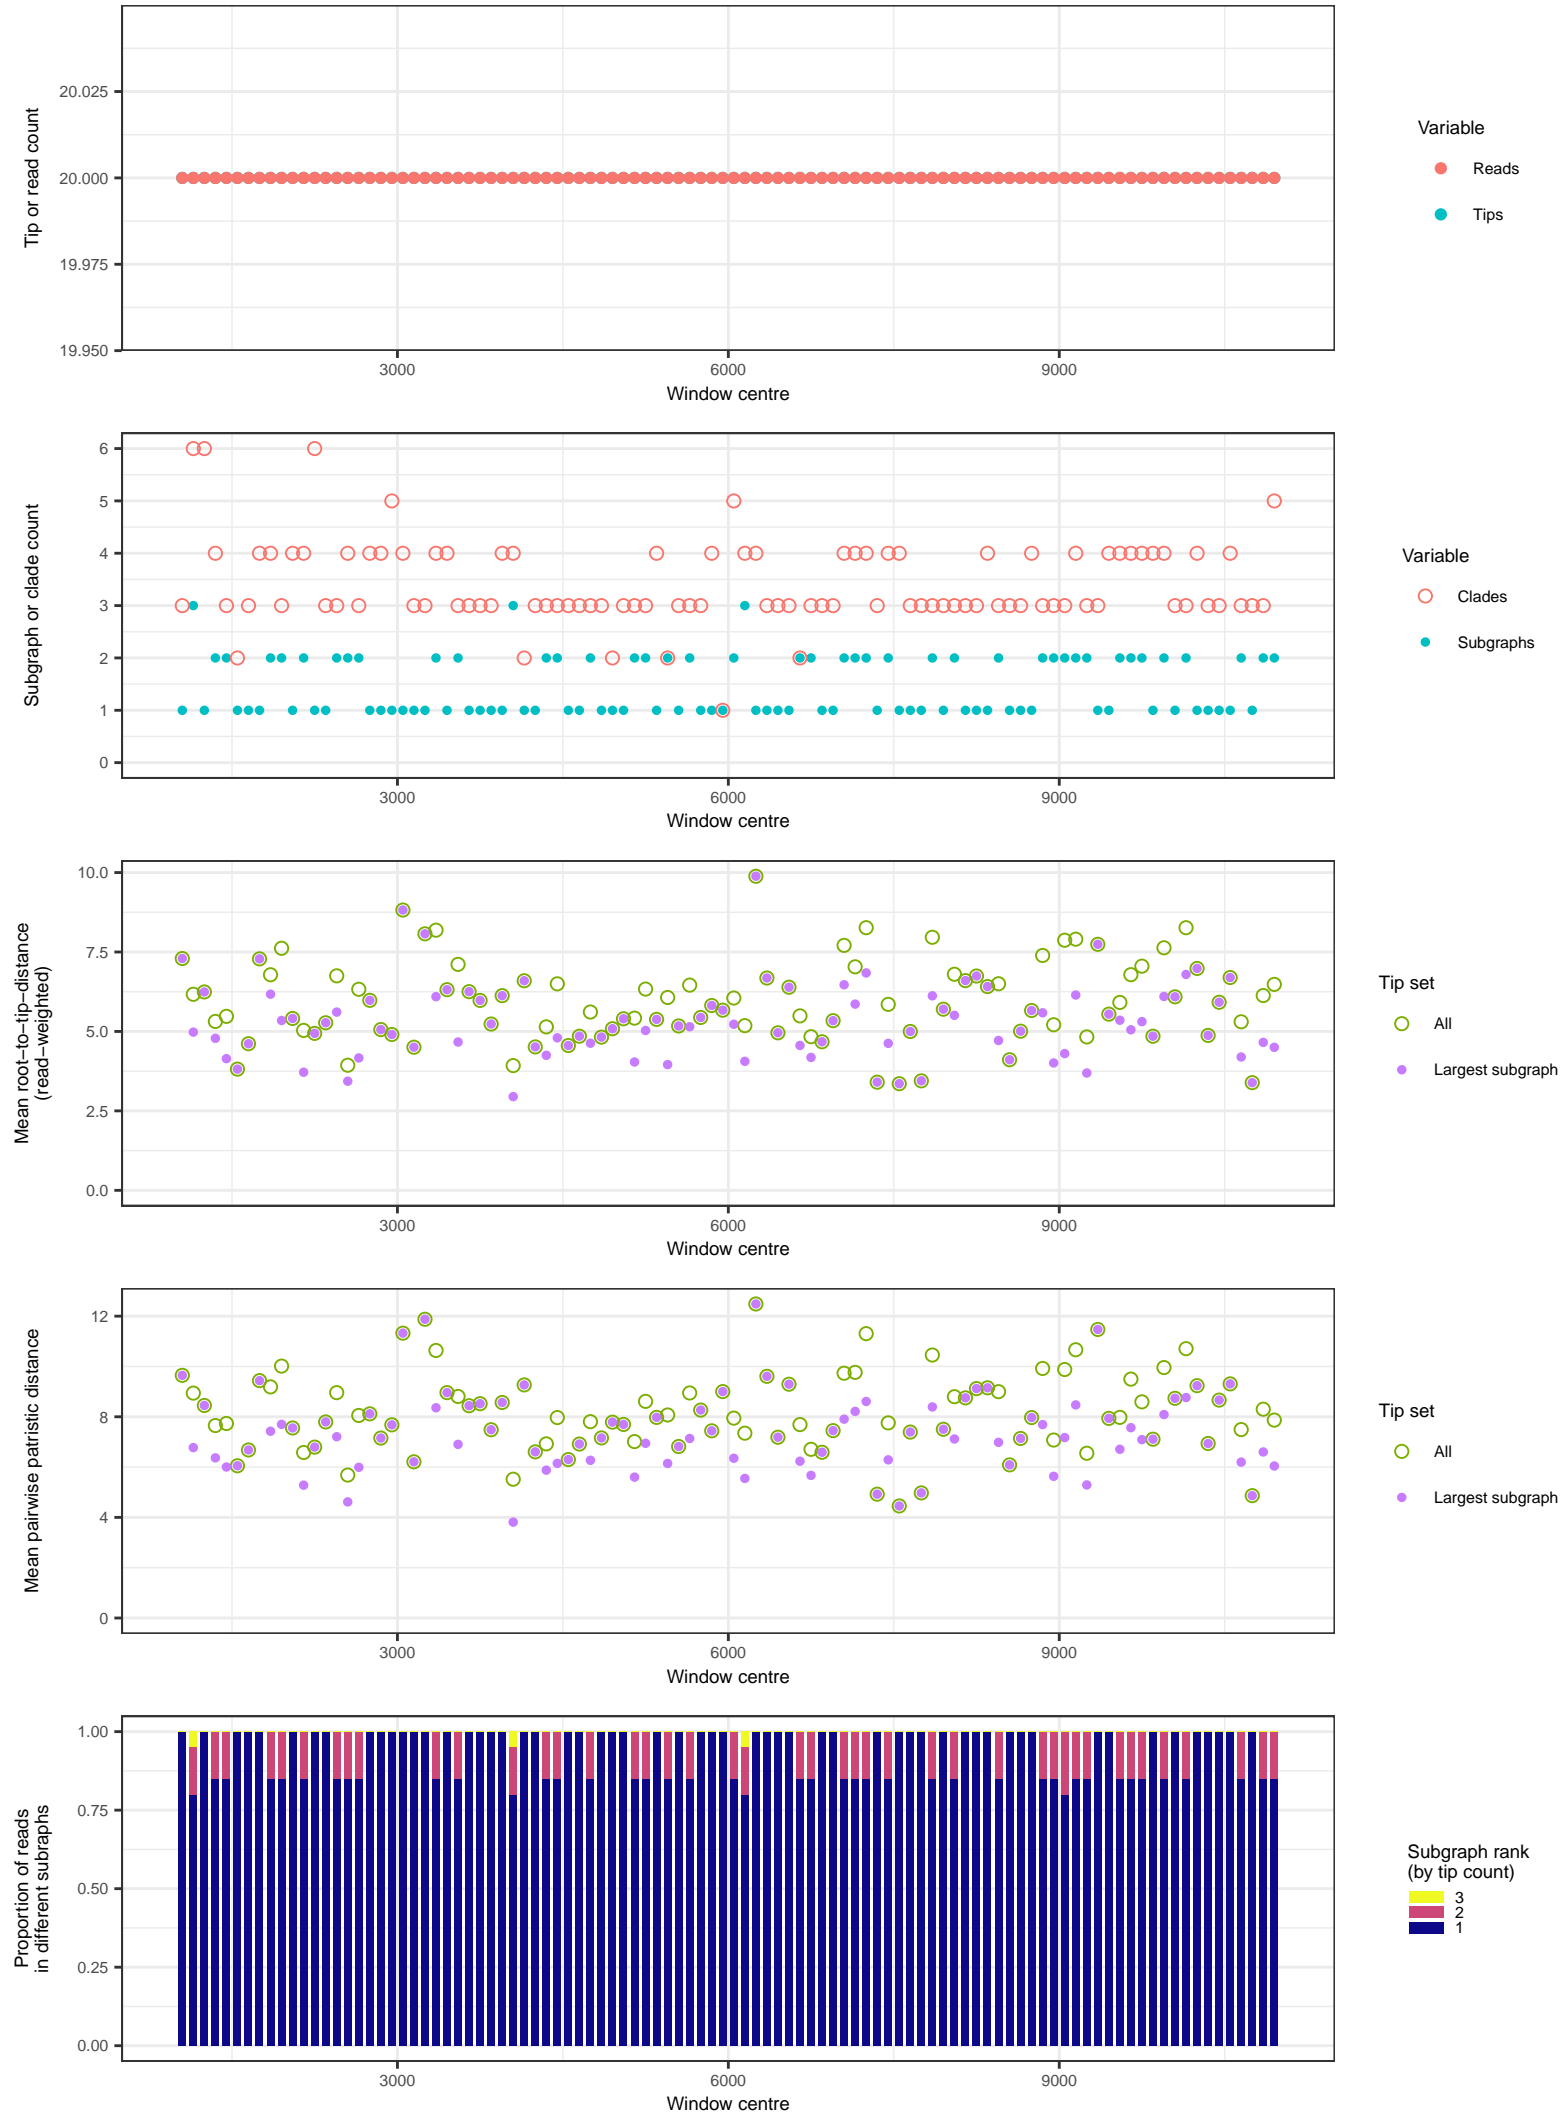 Tip or read count
20.025
20.000
19.975
19.950
3000
6000
9000
Window centre
Variable
Reads
Tips
Subgraph or clade count
6
5
4
3
2
1
0
3000
6000
9000
Window centre
Variable
Clades
Subgraphs
Mean root−to−tip−distance
(read−weighted)
10.0
7.5
5.0
2.5
0.0
3000
6000
9000
Window centre
Tip set
All
Largest subgraph
Mean pairwise patristic distance
12
8
4
0
3000
6000
9000
Window centre
Tip set
All
Largest subgraph
Proportion of reads
in different subraphs
1.00
0.75
0.50
0.25
0.00
3000
6000
9000
Window centre
Subgraph rank
(by tip count)
3
2
1